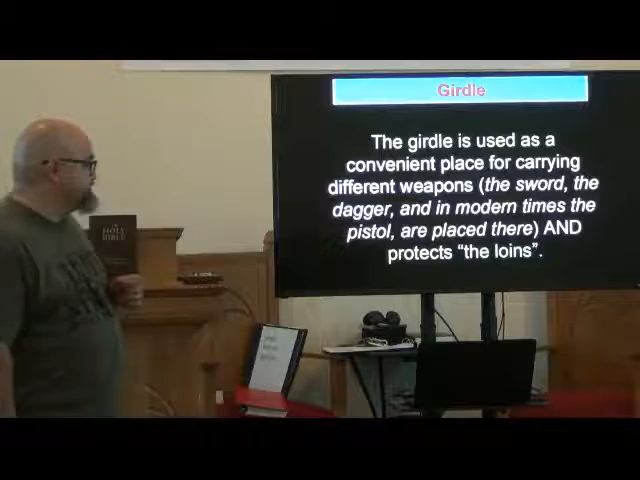 Girdle
The girdle is used as a
convenient place for carrying
different weapons (the sword, the
dagger, and in modern times the
pistol, are placed there) AND
protects “the loins”.
HOLY
BIBLE